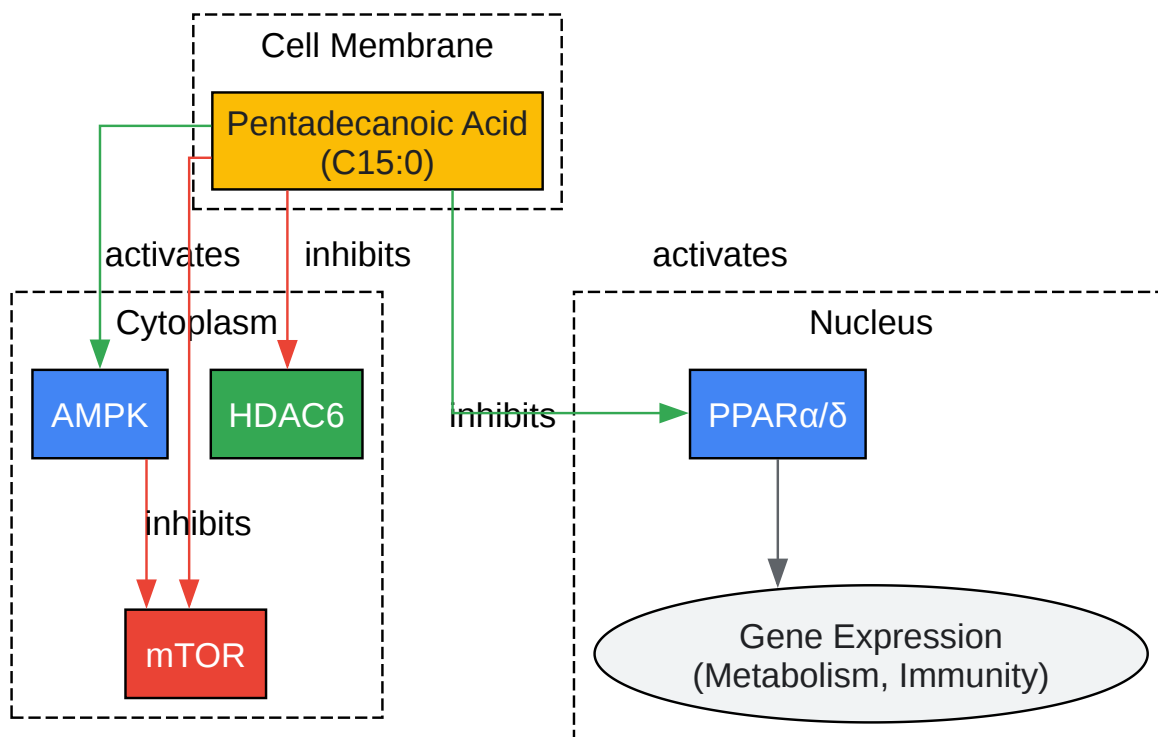 Cell Membrane
Pentadecanoic Acid
(C15:0)
activates
inhibits
activates
Cytoplasm
Nucleus
AMPK
HDAC6
inhibits
PPARα/δ
inhibits
mTOR
Gene Expression
(Metabolism, Immunity)